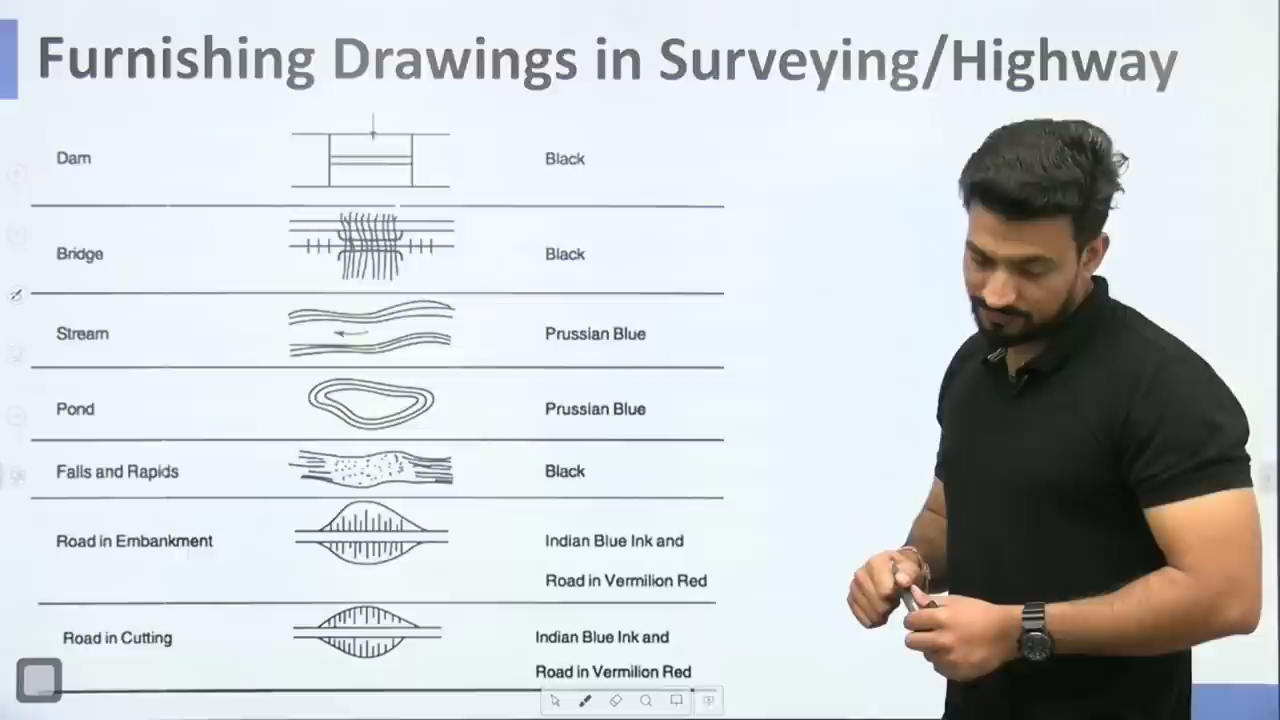 Furnishing Drawings in Surveying/Highway
Dam Black
Bridge Black
Stream Prussian Blue
Pond Prussian Blue
Falls and Rapids Black
Road in Embankment Indian Blue Ink and
Road in Vermilion Red
Road in Cutting Indian Blue Ink and
Road in Vermilion Red